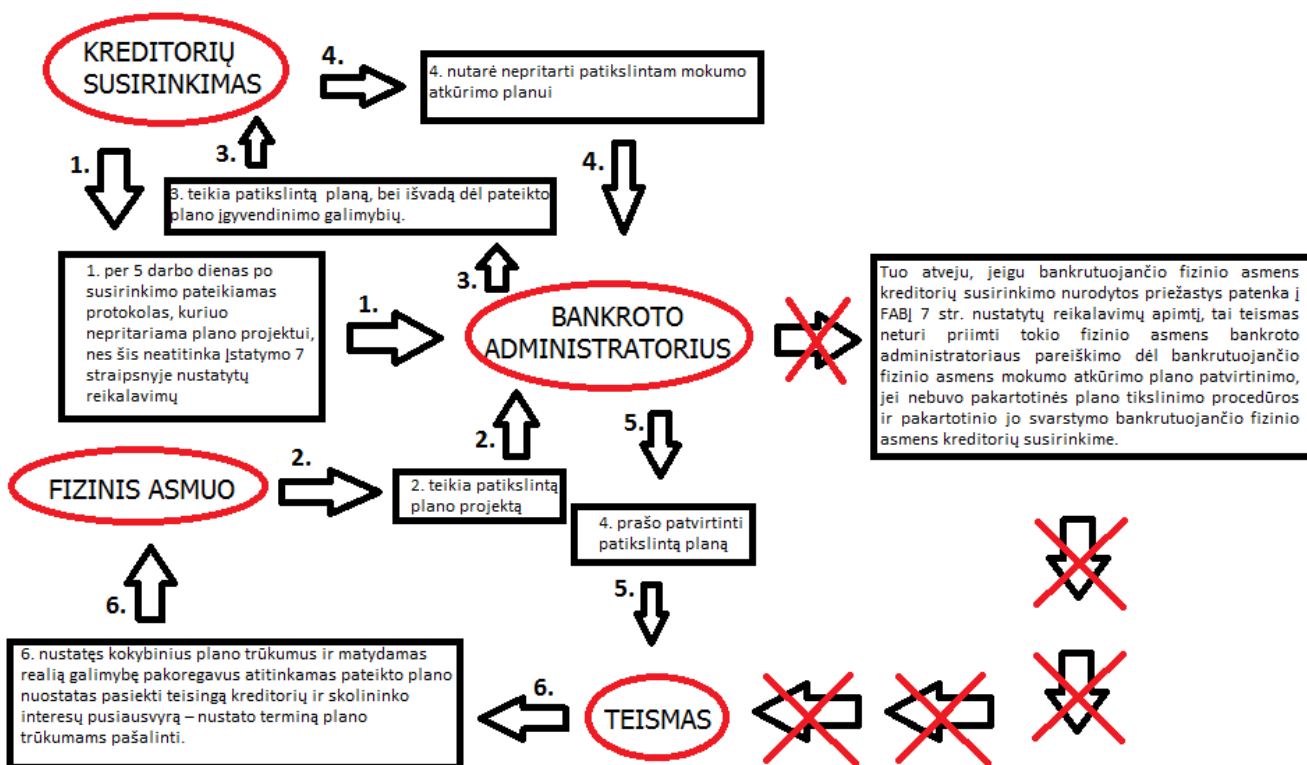 KREDITORIŲ
SUSIRINKIMAS
4.
4. nutarė nepritarti patikslintam mokumo
atkūrimo planui
1.
3.
4.
3. teikia patikslintą planą, bei išvadą dėl pateikto
plano įgyvendinimo galimybių.
1. per 5 darbo dienas po
susirinkimo pateikiamas
protokolas, kuriuo
nepritariama plano projektui,
nes šis neatitinka Įstatymo 7
straipsnyje nustatytų
reikalavimų
1.
3.
BANKROTO
ADMINISTRATORIUS
Tuo atveju, jeigu bankrutuojančio fizinio asmens
kreditorių susirinkimo nurodytos priežastys patenka į
FABĮ 7 str. nustatytų reikalavimų apimtį, tai teismas
neturi priimti tokio fizinio asmens bankroto
administratoriaus pareiškimo dėl bankrutuojančio
fizinio asmens mokumo atkūrimo plano patvirtinimo,
jei nebuvo pakartotinės plano tikslinimo procedūros
ir pakartotinio jo svarstymo bankrutuojančio fizinio
asmens kreditorių susirinkime.
FIZINIS ASMUO
2.
2.
5.
2. teikia patikslintą
plano projektą
4. prašo patvirtinti
patikslintą planą
6.
5.
6. nustatęs kokybinius plano trūkumus ir matydamas
realią galimybę pakoregavus atitinkamas pateikto plano
nuostatas pasiekti teisingą kreditorių ir skolininko
interesų pusiausvyrą – nustato terminą plano
trūkumams pašalinti.
6.
TEISMAS